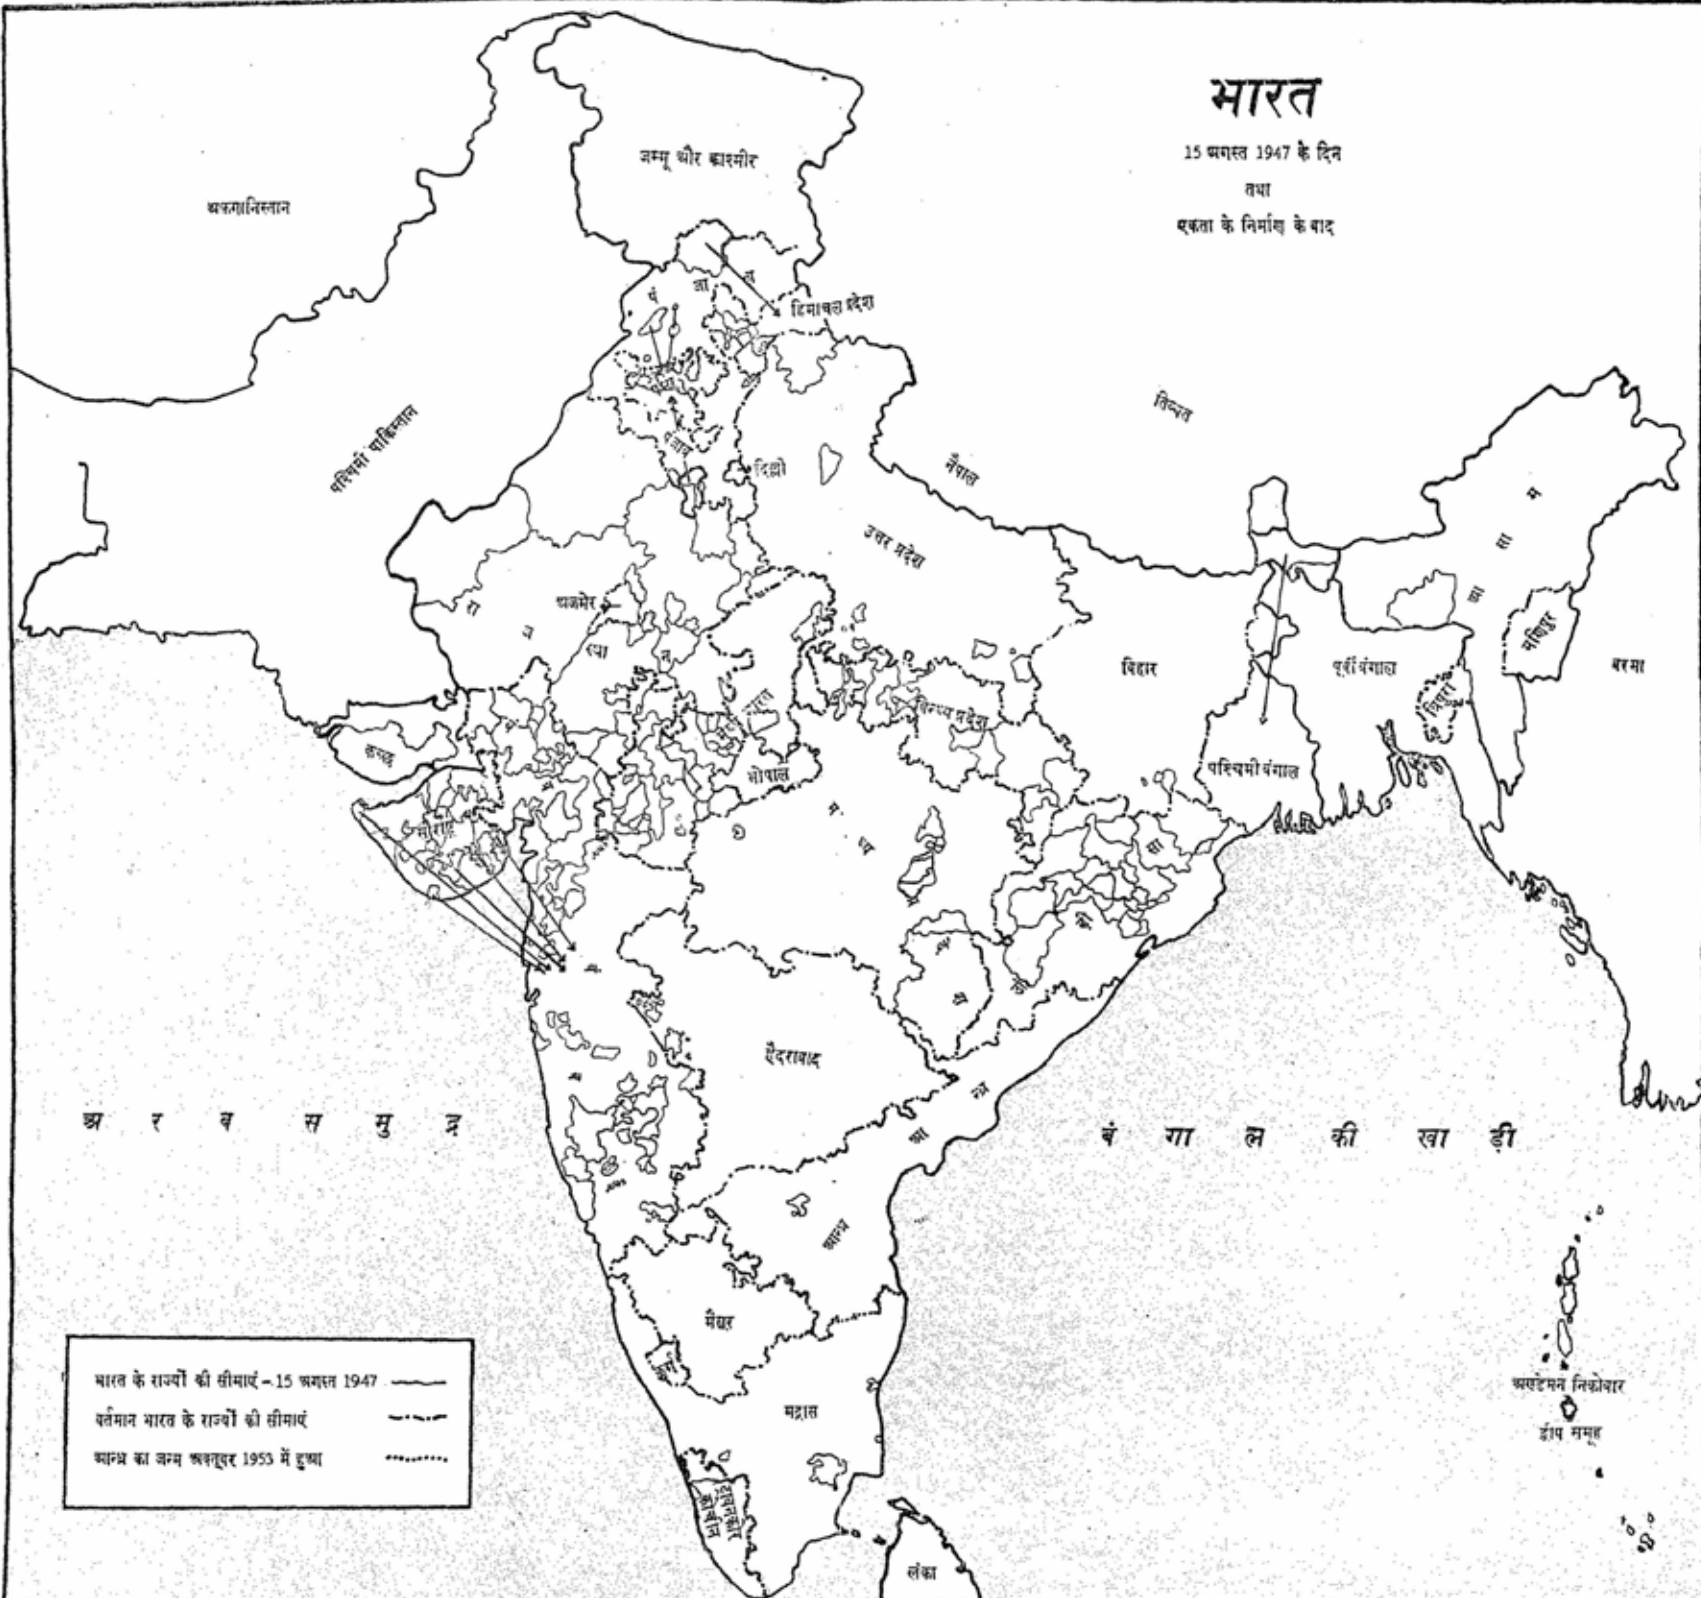 भारत
15 अगस्त 1947 के दिन
तथा
एकता के निर्माण के बाद
जम्मू और काश्मीर
अफगानिस्तान
पं जा ब
हिमाचल प्रदेश
पश्चिमी पाकिस्तान
तिब्बत
नैपाल
पंजाब
दिल्ली
उत्तर प्रदेश
आ सा म
रा ज स्था न
अजमेर
मणिपुर
बरमा
बिहार
पूर्वी बंगाल
त्रिपुरा
विन्ध्य प्रदेश
कच्छ
भोपाल
पश्चिमी बंगाल
सौराष्ट्र
म ध्य
हैदराबाद
अ र ब स मु द्र
बं गा ल की खा ड़ी
आ न्ध्र
आन्ध्र
मैसूर
मद्रास
ट्रावनकोर
कोचीन
लंका
अण्डेमन निकोबार
द्वीप समूह
भारत के राज्यों की सीमाएं - 15 अगस्त 1947
वर्तमान भारत के राज्यों की सीमाएं
आन्ध्र का जन्म अक्तूबर 1953 में हुआ